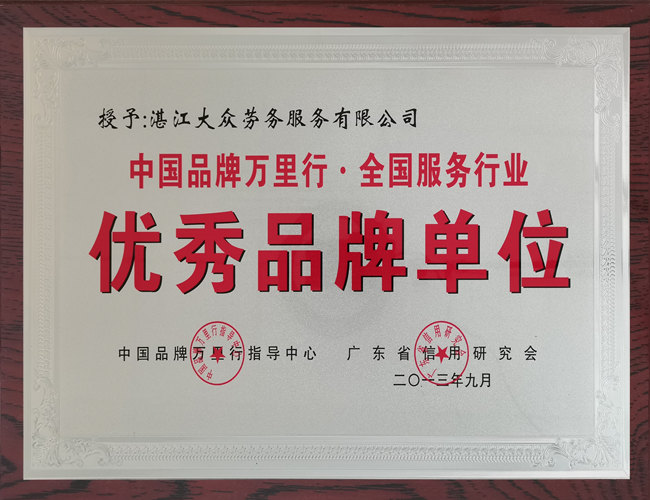 授予:湛江大众劳务服务有限公司
中国品牌万里行·全国服务行业
优秀品牌单位
中国品牌万里行指导中心 广东省信用研究会
二〇一三年九月